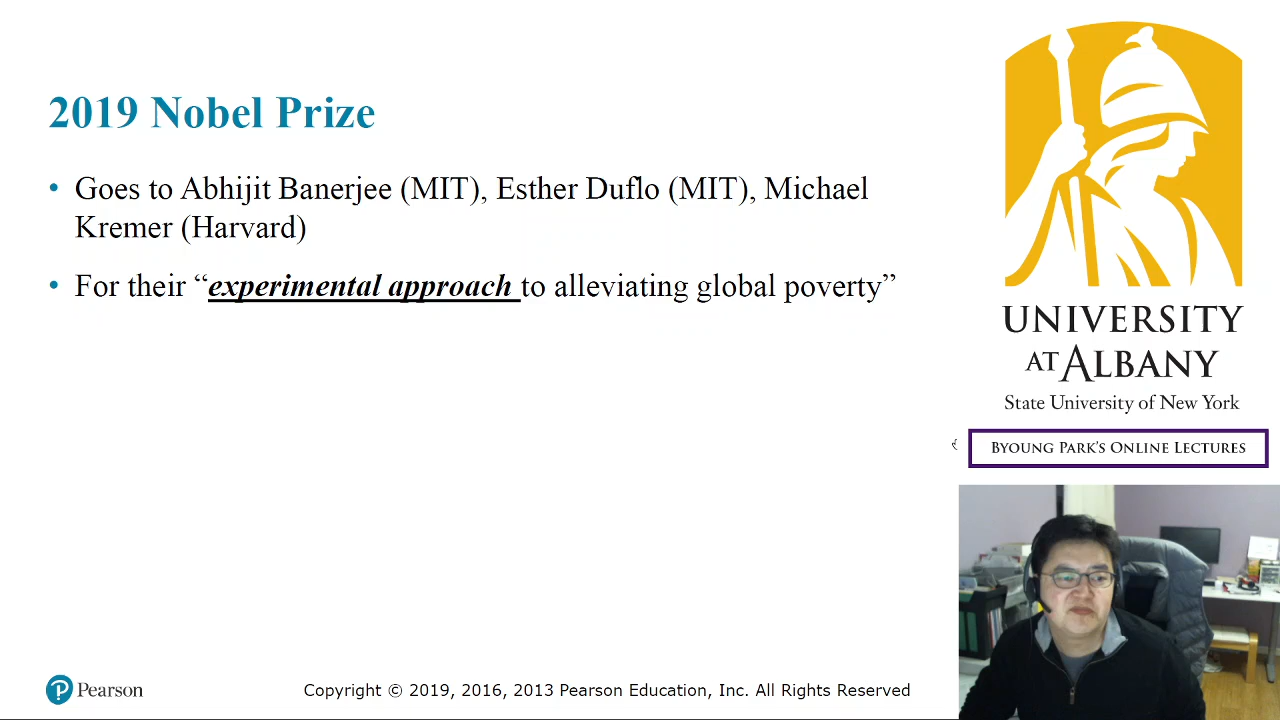 2019 Nobel Prize
• Goes to Abhijit Banerjee (MIT), Esther Duflo (MIT), Michael
Kremer (Harvard)
• For their “experimental approach to alleviating global poverty”
UNIVERSITY
AT ALBANY
State University of New York
BYOUNG PARK'S ONLINE LECTURES
Pearson
Copyright © 2019, 2016, 2013 Pearson Education, Inc. All Rights Reserved